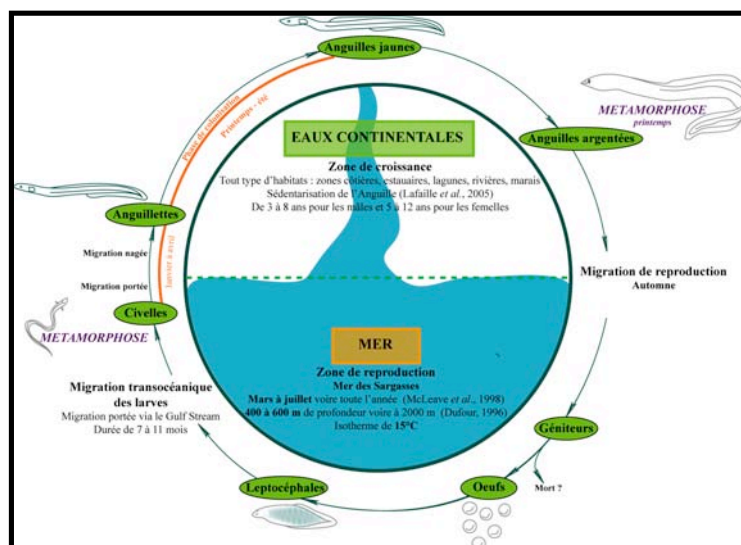 Anguilles jaunes
Phase de colonisation
Printemps - été
METAMORPHOSE
printemps
Anguilles argentées
EAUX CONTINENTALES
Zone de croissance
Tout type d'habitats : zones côtières, estauaires, lagunes, rivières, marais
Sédentarisation de l'Anguille (Lafaille et al., 2005)
De 3 à 8 ans pour les mâles et 5 à 12 ans pour les femelles
Anguillettes
Migration nagée
Janvier à avril
Migration portée
Civelles
METAMORPHOSE
Migration de reproduction
Automne
MER
Zone de reproduction
Mer des Sargasses
Mars à juillet voire toute l'année (McLeave et al., 1998)
400 à 600 m de profondeur voire à 2000 m (Dufour, 1996)
Isotherme de 15°C
Migration transocéanique
des larves
Migration portée via le Gulf Stream
Durée de 7 à 11 mois
Géniteurs
Mort ?
Oeufs
Leptocéphales